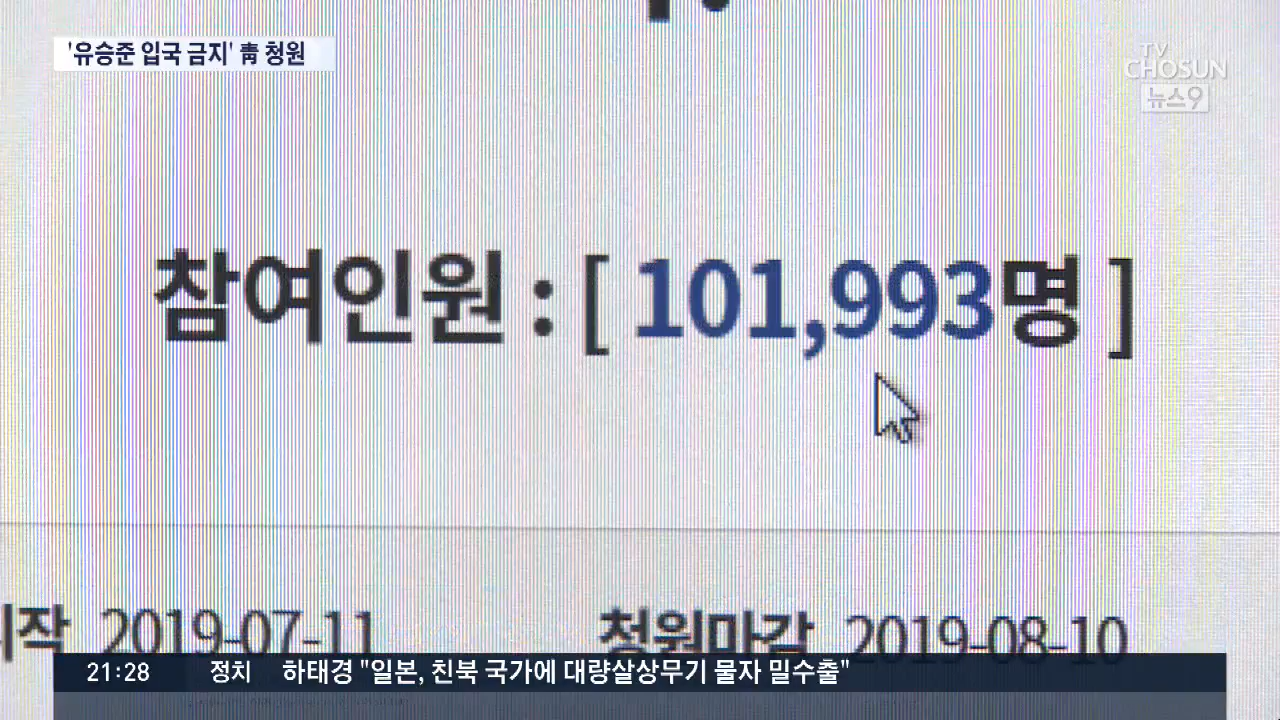 '유승준 입국 금지' 靑 청원
TV
CHOSUN
뉴스9
참여인원 : [ 101,993명 ]
2019-07-11
청원마감 2019-08-10
21:28 정치 하태경 "일본, 친북 국가에 대량살상무기 물자 밀수출"